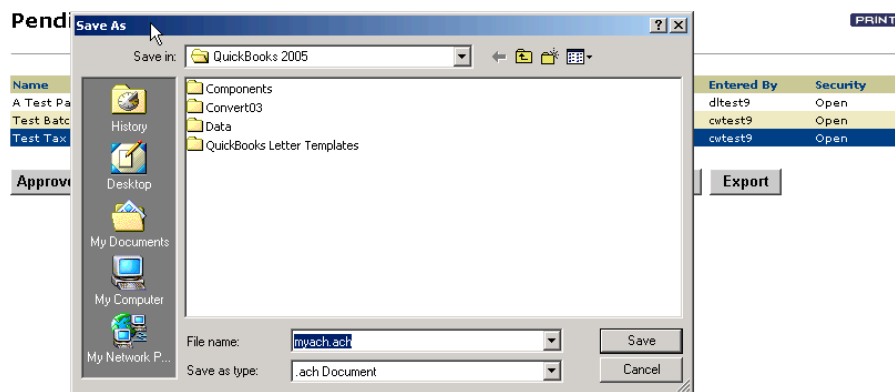 Pendi
PRINT
Save As
Save in:
QuickBooks 2005
Name
Entered By
Security
A Test Pa
dltest9
Open
Test Batc
cwtest9
Open
Test Tax
cwtest9
Open
Approve
Export
History
Desktop
My Documents
My Computer
My Network P...
Components
Convert03
Data
QuickBooks Letter Templates
File name:
myach.ach
Save
Save as type:
.ach Document
Cancel